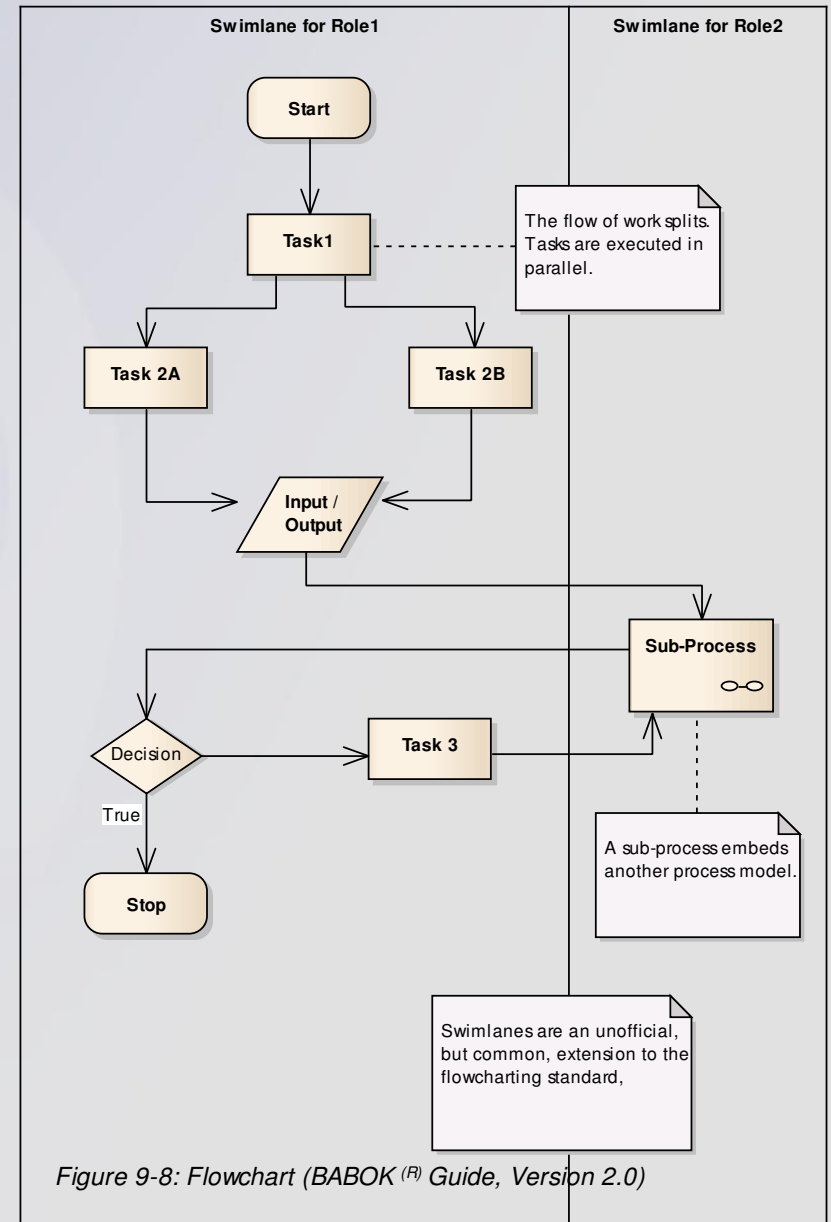 Swimlane for Role1
Swimlane for Role2
Start
Task1
The flow of work splits.
Tasks are executed in
parallel.
Task 2A
Task 2B
Input /
Output
Sub-Process
Decision
Task 3
True
A sub-process embeds
another process model.
Stop
Swimlanes are an unofficial,
but common, extension to the
flowcharting standard,
Figure 9-8: Flowchart (BABOK (R) Guide, Version 2.0)